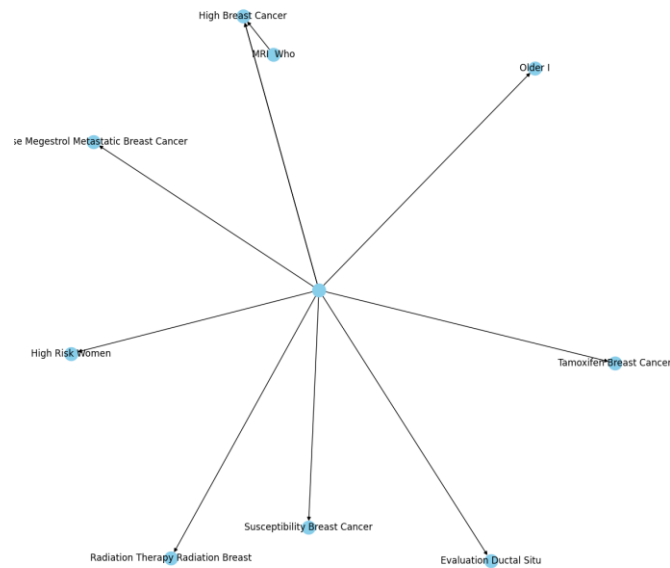 High Breast Cancer
MRI Who
Older I
se Megestrol Metastatic Breast Cancer
High Risk Women
Tamoxifen Breast Cancer
Susceptibility Breast Cancer
Radiation Therapy Radiation Breast
Evaluation Ductal Situ